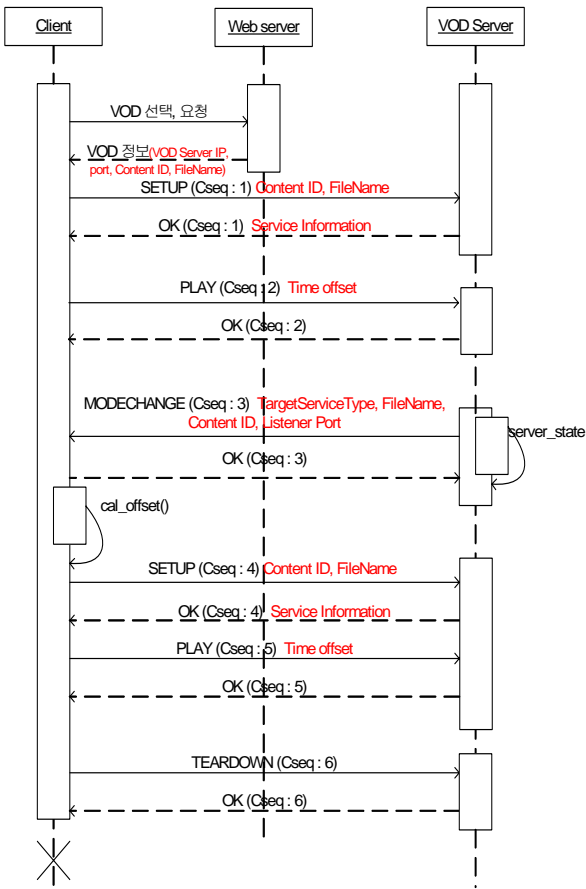 Client
Web server
VOD Server
VOD 선택, 요청
VOD 정보(VOD Server IP,
port, Content ID, FileName)
SETUP (Cseq : 1) Content ID, FileName
OK (Cseq : 1) Service Information
PLAY (Cseq : 2) Time offset
OK (Cseq : 2)
MODECHANGE (Cseq : 3) TargetServiceType, FileName,
Content ID, Listener Port
server_state
OK (Cseq : 3)
cal_offset()
SETUP (Cseq : 4) Content ID, FileName
OK (Cseq : 4) Service Information
PLAY (Cseq : 5) Time offset
OK (Cseq : 5)
TEARDOWN (Cseq : 6)
OK (Cseq : 6)